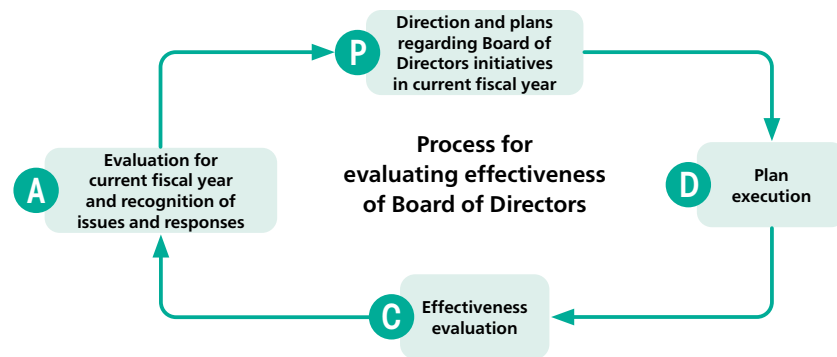 P
Direction and plans
regarding Board of
Directors initiatives
in current fiscal year
Process for
evaluating effectiveness
of Board of Directors
D
Plan
execution
C
Effectiveness
evaluation
A
Evaluation for
current fiscal year
and recognition of
issues and responses